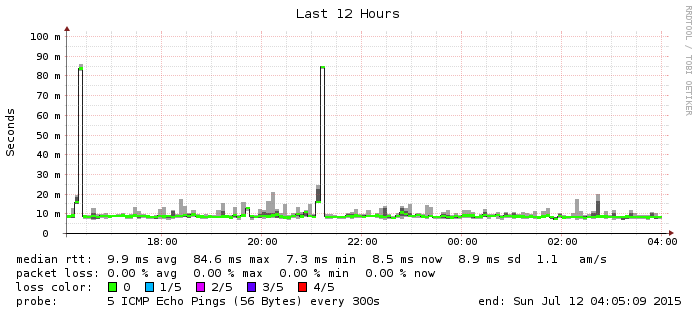 Last 12 Hours
RRDTOOL / TOBI OETIKER
Seconds
100 m
90 m
80 m
70 m
60 m
50 m
40 m
30 m
20 m
10 m
0
18:00 20:00 22:00 00:00 02:00 04:00
median rtt: 9.9 ms avg 84.6 ms max 7.3 ms min 8.5 ms now 8.9 ms sd 1.1 am/s
packet loss: 0.00 % avg 0.00 % max 0.00 % min 0.00 % now
loss color: 0 1/5 2/5 3/5 4/5
probe: 5 ICMP Echo Pings (56 Bytes) every 300s end: Sun Jul 12 04:05:09 2015